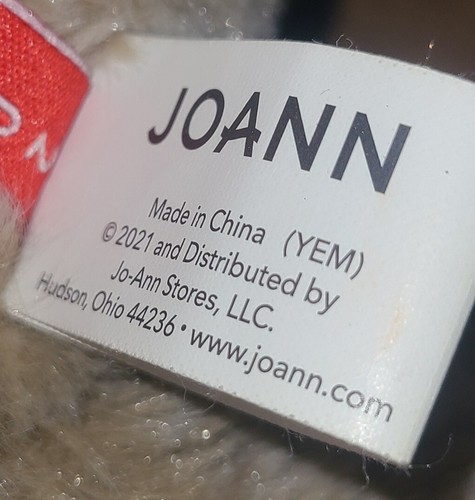 JOANN
Made in China (YEM)
© 2021 and Distributed by
Jo-Ann Stores, LLC.
Hudson, Ohio 44236 • www.joann.com